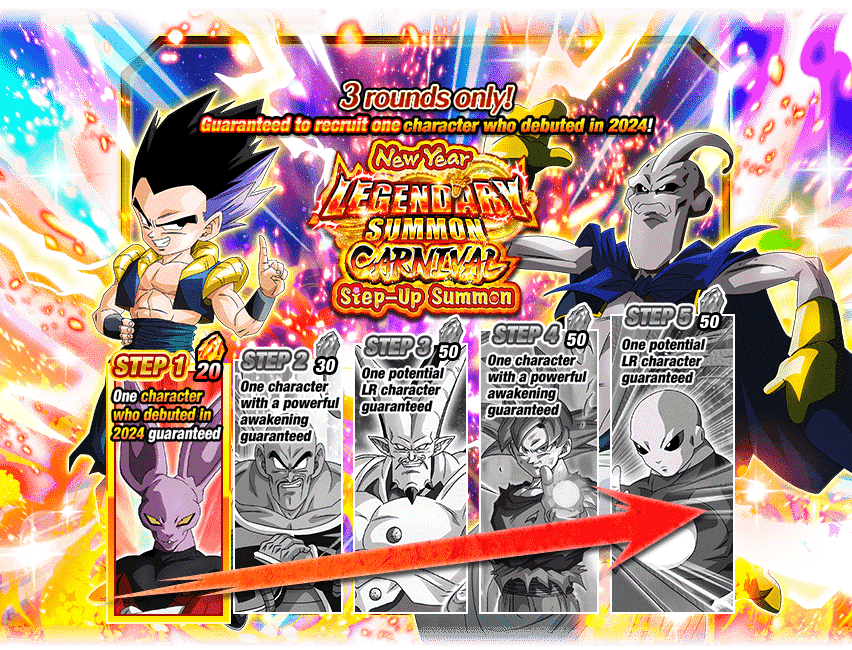 3 rounds only!
Guaranteed to recruit one character who debuted in 2024!
New Year
LEGENDARY
SUMMON
CARNIVAL
Step-Up Summon
STEP 1
20
One character
who debuted in
2024 guaranteed
STEP 2
30
One character
with a powerful
awakening
guaranteed
STEP 3
50
One potential
LR character
guaranteed
STEP 4
50
One character
with a powerful
awakening
guaranteed
STEP 5
50
One potential
LR character
guaranteed